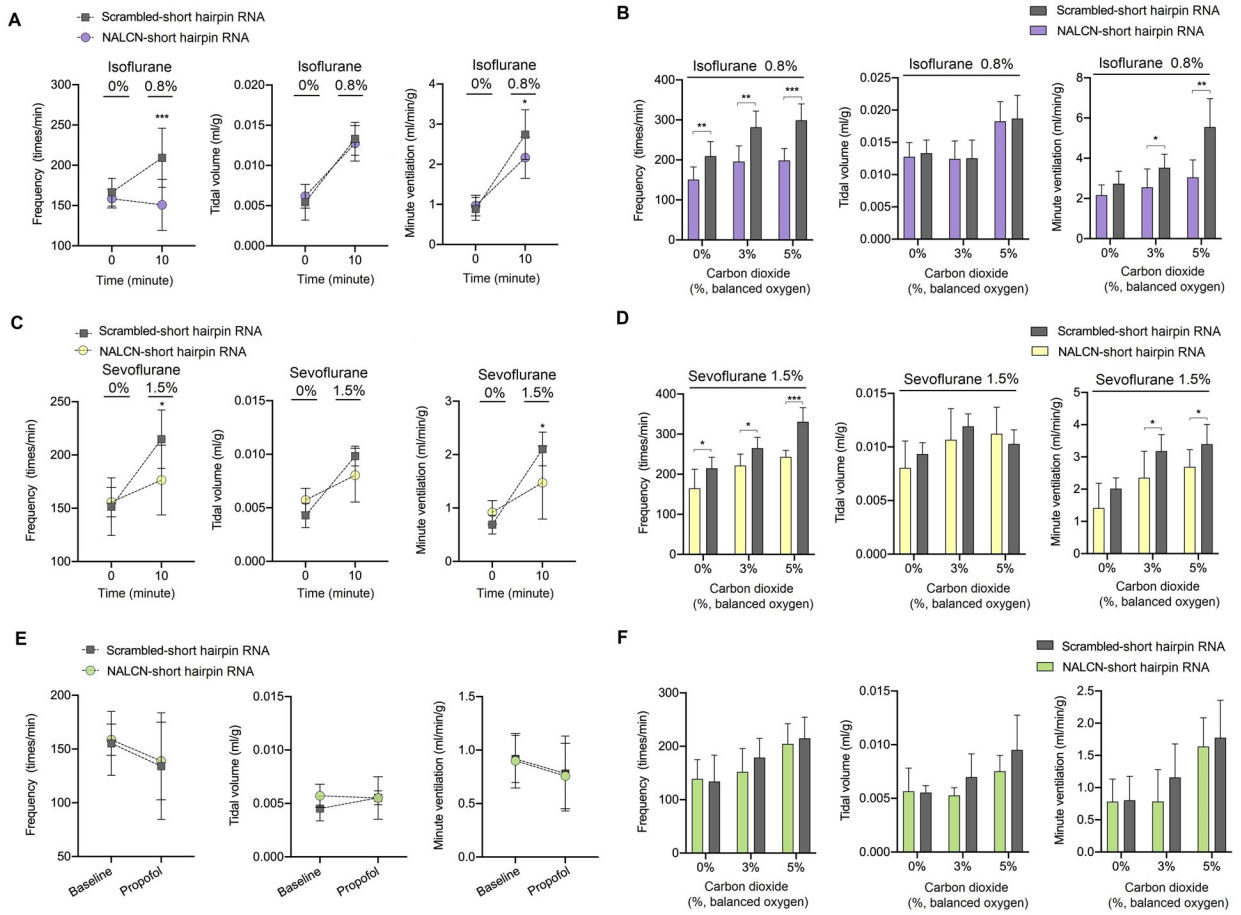 A
Scrambled-short hairpin RNA
NALCN-short hairpin RNA
Isoflurane
0% 0.8%
***
Frequency (times/min)
300
250
200
150
100
0 10
Time (minute)
Isoflurane
0% 0.8%
Tidal volume (ml/g)
0.020
0.015
0.010
0.005
0.000
0 10
Time (minute)
Isoflurane
0% 0.8%
*
Minute ventilation (ml/min/g)
4
3
2
1
0
0 10
Time (minute)
B
Scrambled-short hairpin RNA
NALCN-short hairpin RNA
Isoflurane 0.8%
** ** ***
Frequency (times/min)
400
300
200
100
0
0% 3% 5%
Carbon dioxide
(%, balanced oxygen)
Isoflurane 0.8%
Tidal volume (ml/g)
0.025
0.020
0.015
0.010
0.005
0.000
0% 3% 5%
Carbon dioxide
(%, balanced oxygen)
Isoflurane 0.8%
* **
Minute ventilation (ml/min/g)
8
6
4
2
0
0% 3% 5%
Carbon dioxide
(%, balanced oxygen)
C
Scrambled-short hairpin RNA
NALCN-short hairpin RNA
Sevoflurane
0% 1.5%
*
Frequency (times/min)
250
200
150
100
0 10
Time (minute)
Sevoflurane
0% 1.5%
Tidal volume (ml/g)
0.015
0.010
0.005
0.000
0 10
Time (minute)
Sevoflurane
0% 1.5%
*
Minute ventilation (ml/min/g)
3
2
1
0
0 10
Time (minute)
D
Scrambled-short hairpin RNA
NALCN-short hairpin RNA
Sevoflurane 1.5%
* * ***
Frequency (times/min)
400
300
200
100
0
0% 3% 5%
Carbon dioxide
(%, balanced oxygen)
Sevoflurane 1.5%
Tidal volume (ml/g)
0.015
0.010
0.005
0.000
0% 3% 5%
Carbon dioxide
(%, balanced oxygen)
Sevoflurane 1.5%
* *
Minute ventilation (ml/min/g)
5
4
3
2
1
0
0% 3% 5%
Carbon dioxide
(%, balanced oxygen)
E
Scrambled-short hairpin RNA
NALCN-short hairpin RNA
Frequency (times/min)
200
150
100
50
Baseline Propofol
Tidal volume (ml/g)
0.015
0.010
0.005
0.000
Baseline Propofol
Minute ventilation (ml/min/g)
1.5
1.0
0.5
0.0
Baseline Propofol
F
Scrambled-short hairpin RNA
NALCN-short hairpin RNA
Frequency (times/min)
300
200
100
0
0% 3% 5%
Carbon dioxide
(%, balanced oxygen)
Tidal volume (ml/g)
0.015
0.010
0.005
0.000
0% 3% 5%
Carbon dioxide
(%, balanced oxygen)
Minute ventilation (ml/min/g)
2.5
2.0
1.5
1.0
0.5
0.0
0% 3% 5%
Carbon dioxide
(%, balanced oxygen)